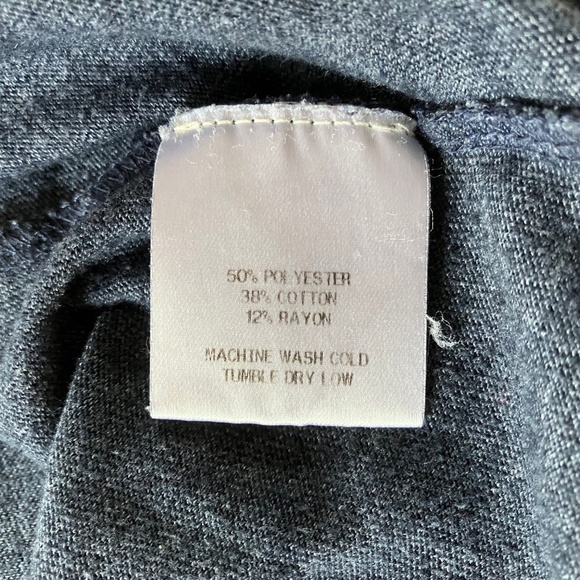 50% POLYESTER
38% COTTON
12% RAYON
MACHINE WASH COLD
TUMBLE DRY LOW